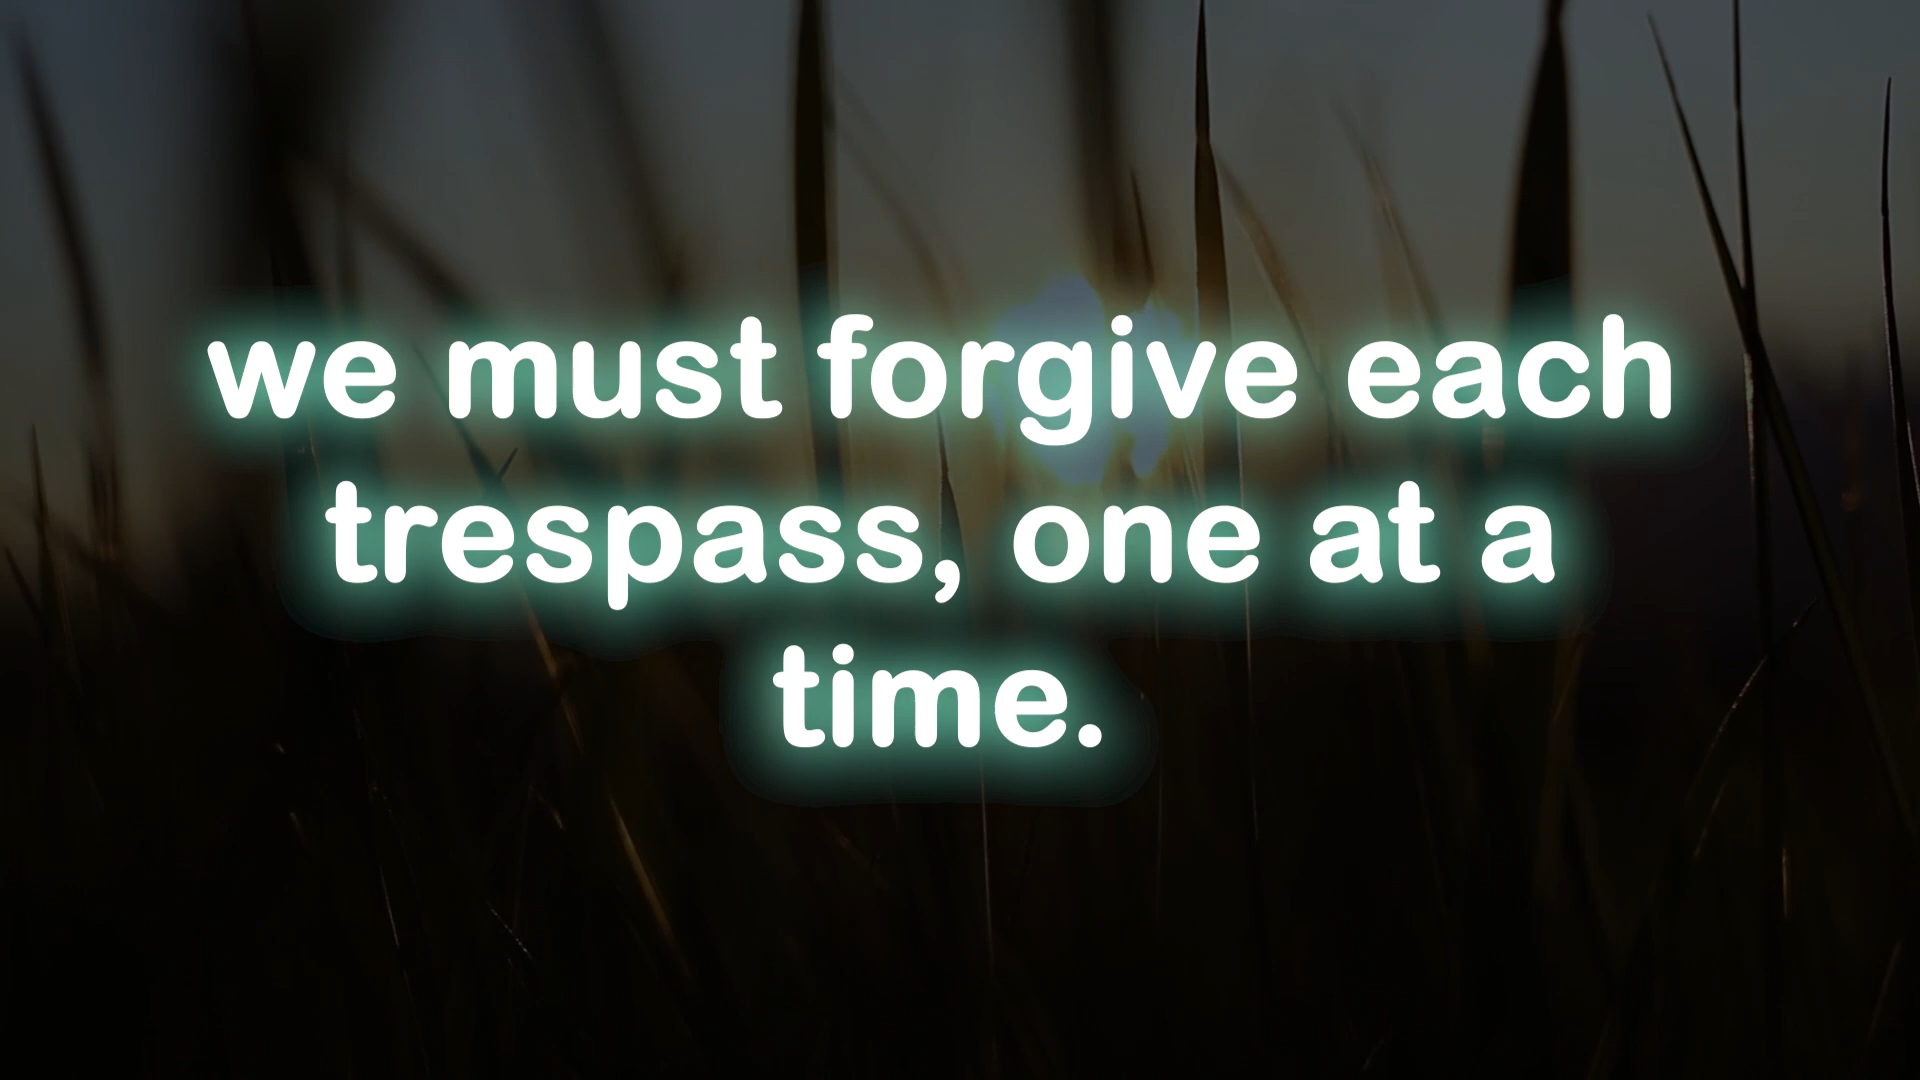 we must forgive each
trespass, one at a
time.